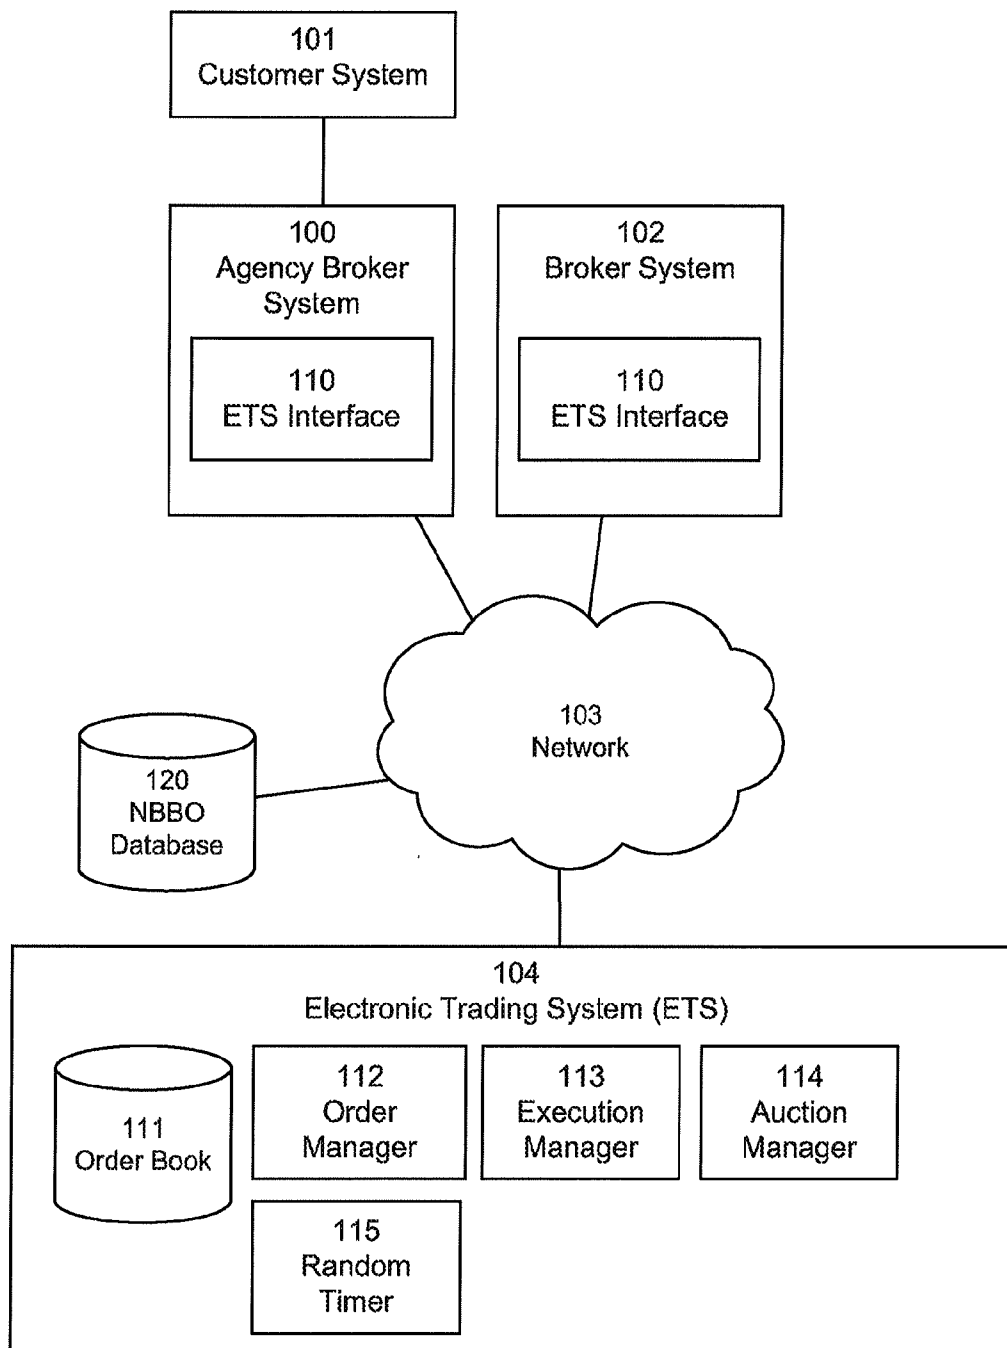 101
Customer System
100
Agency Broker
System
110
ETS Interface
102
Broker System
110
ETS Interface
103
Network
120
NBBO
Database
104
Electronic Trading System (ETS)
111
Order Book
112
Order
Manager
113
Execution
Manager
114
Auction
Manager
115
Random
Timer